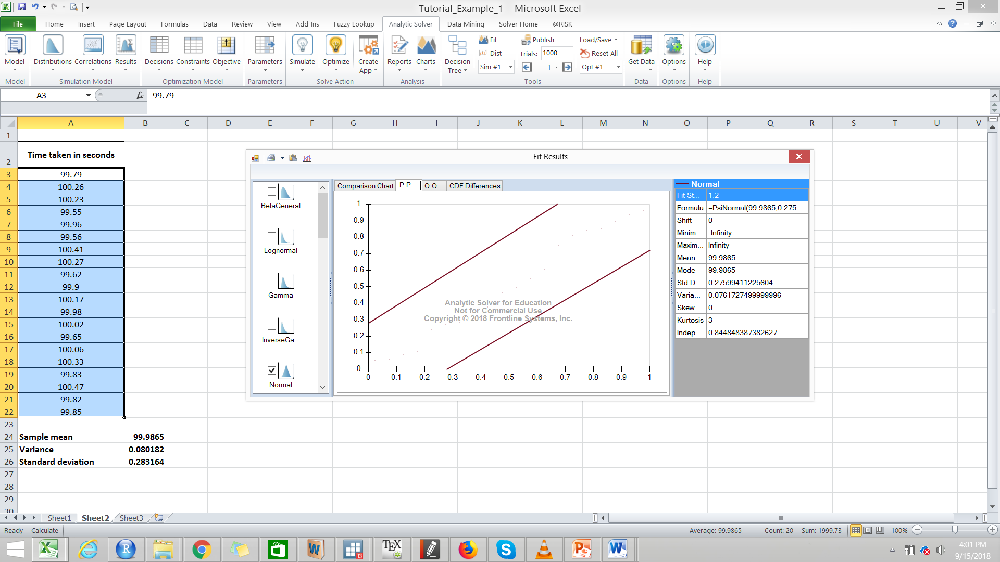 Tutorial_Example_1 - Microsoft Excel
File Home Insert Page Layout Formulas Data Review View Add-Ins Fuzzy Lookup Analytic Solver Data Mining Solver Home @RISK
Model Distributions Correlations Results Decisions Constraints Objective Parameters Simulate Optimize Create App Reports Charts Decision Tree
Fit Publish Load/Save
Dist Trials: 1000 Reset All
Sim #1 1 Opt #1
Get Data Options Help
Model Simulation Model Optimization Model Parameters Solve Action Analysis Tools Data Options Help
A3 fx 99.79
A B C D E F G H I J K L M N O P Q R S T U V
1
2 Time taken in seconds
3 99.79
4 100.26
5 100.23
6 99.55
7 99.96
8 99.56
9 100.41
10 100.27
11 99.62
12 99.9
13 100.17
14 99.98
15 100.02
16 99.65
17 100.06
18 100.33
19 99.83
20 100.47
21 99.82
22 99.85
23
24 Sample mean 99.9865
25 Variance 0.080182
26 Standard deviation 0.283164
27
28
29
30
Fit Results
BetaGeneral
Lognormal
Gamma
InverseGa...
Normal
Comparison Chart P-P Q-Q CDF Differences
1
0.9
0.8
0.7
0.6
0.5
0.4
0.3
0.2
0.1
0
0 0.1 0.2 0.3 0.4 0.5 0.6 0.7 0.8 0.9 1
Analytic Solver for Education
Not for Commercial Use
Copyright © 2018 Frontline Systems, Inc.
Normal
Fit St... 1.2
Formula =PsiNormal(99.9865,0.275...
Shift 0
Minim... -Infinity
Maxim... Infinity
Mean 99.9865
Mode 99.9865
Std.D... 0.27599411225604
Varia... 0.0761727499999996
Skew... 0
Kurtosis 3
Indep.... 0.844848387382627
Sheet1 Sheet2 Sheet3
Ready Calculate Average: 99.9865 Count: 20 Sum: 1999.73 100%
R 13 TEX
4:01 PM
9/15/2018